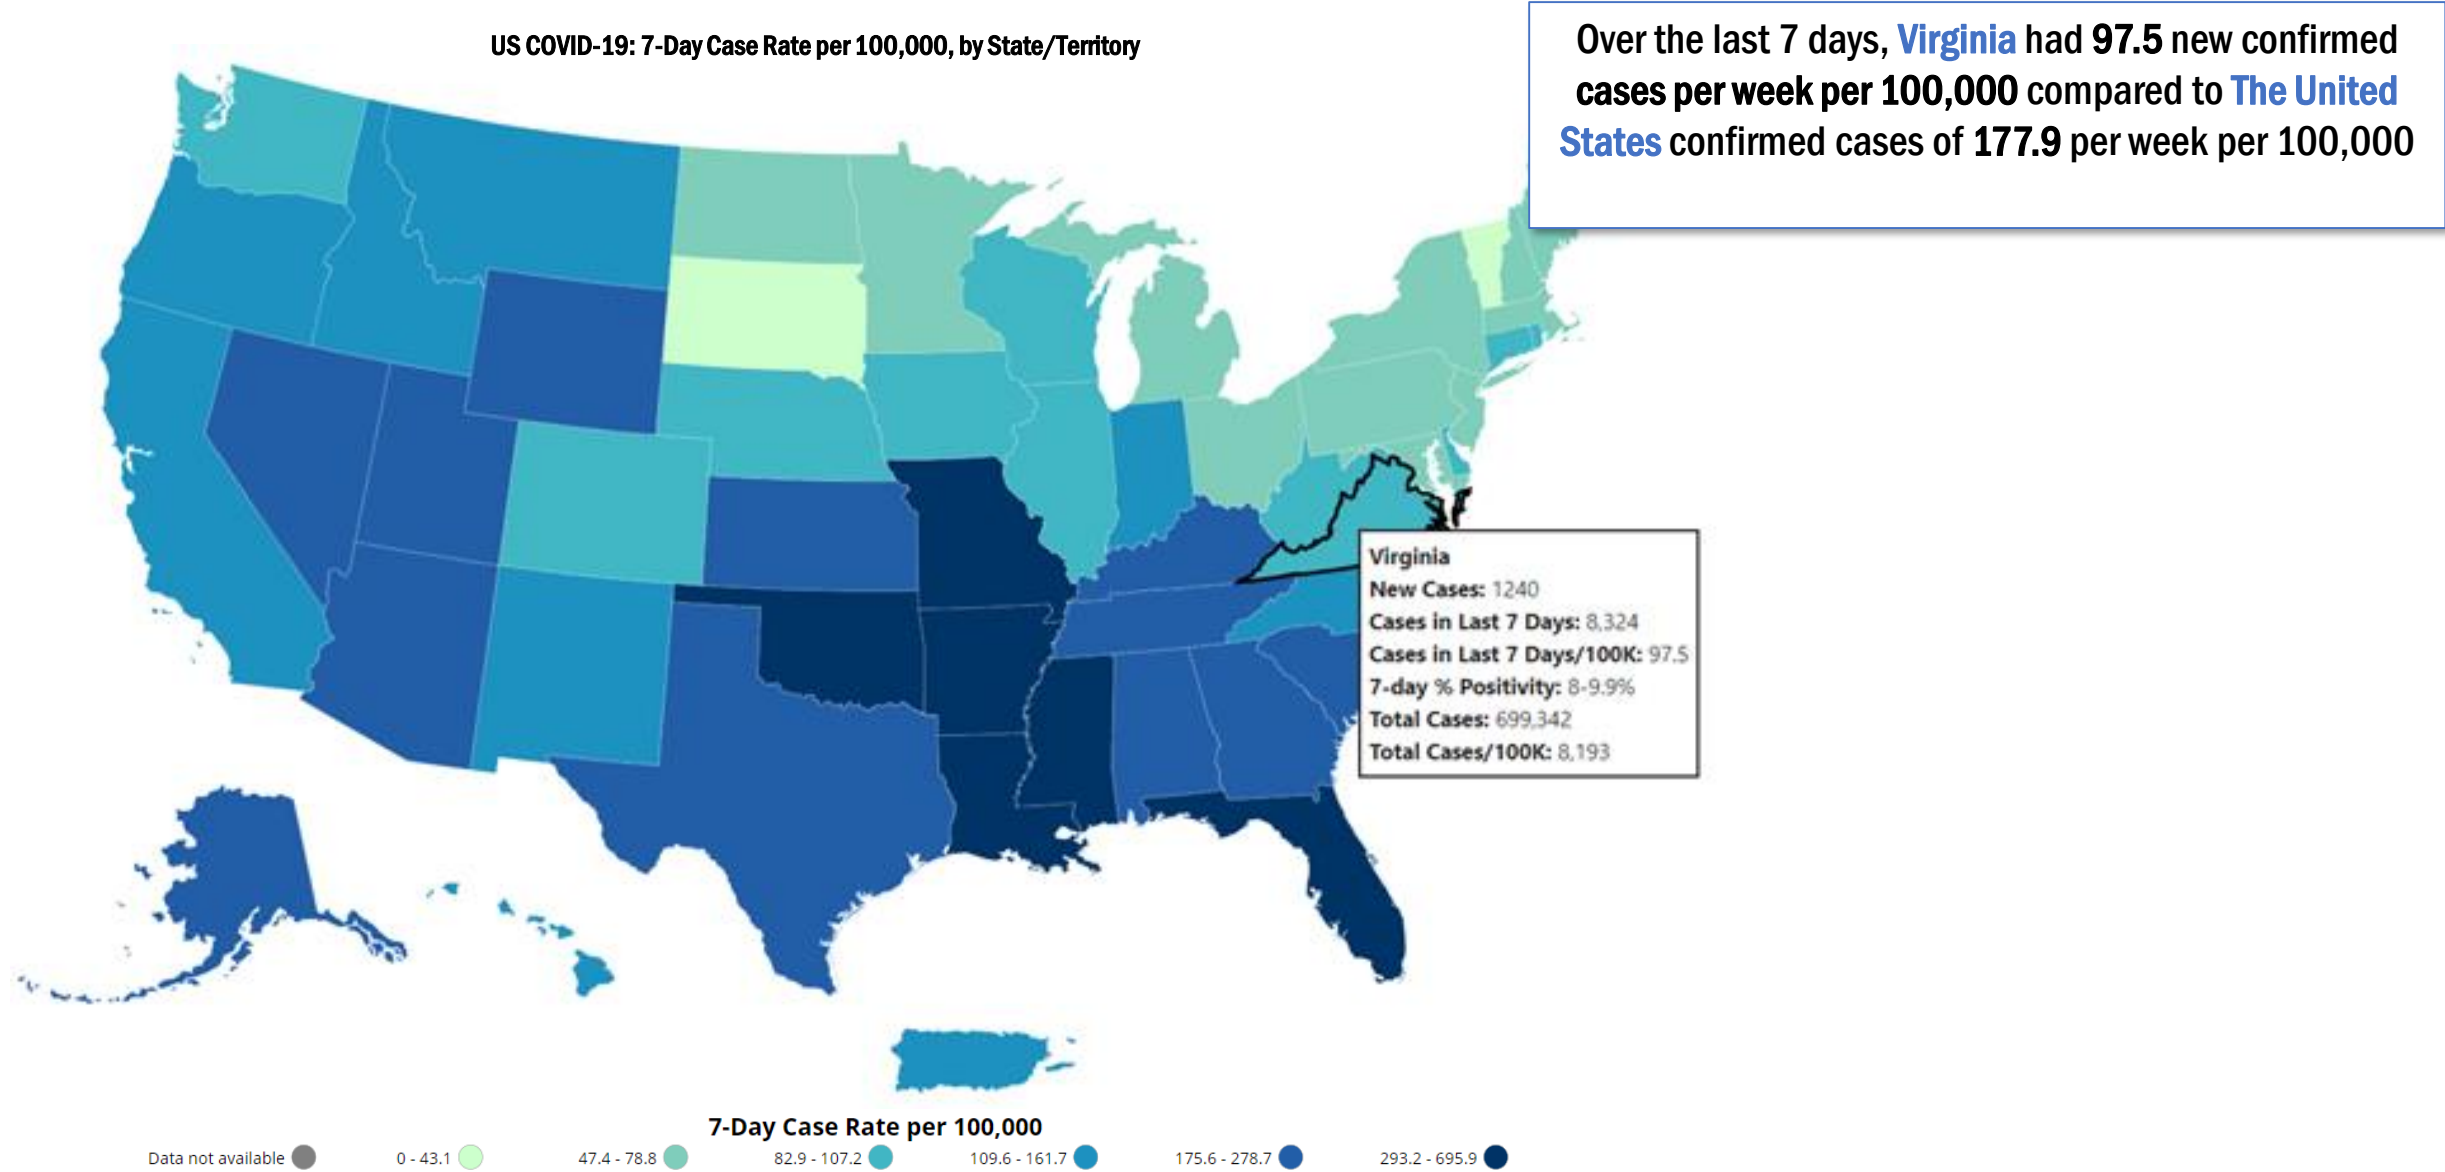 US COVID-19: 7-Day Case Rate per 100,000, by State/Territory
Over the last 7 days, Virginia had 97.5 new confirmed
cases per week per 100,000 compared to The United
States confirmed cases of 177.9 per week per 100,000
Virginia
New Cases: 1240
Cases in Last 7 Days: 8,324
Cases in Last 7 Days/100K: 97.5
7-day % Positivity: 8-9.9%
Total Cases: 699,342
Total Cases/100K: 8,193
7-Day Case Rate per 100,000
Data not available 0 - 43.1 47.4 - 78.8 82.9 - 107.2 109.6 - 161.7 175.6 - 278.7 293.2 - 695.9